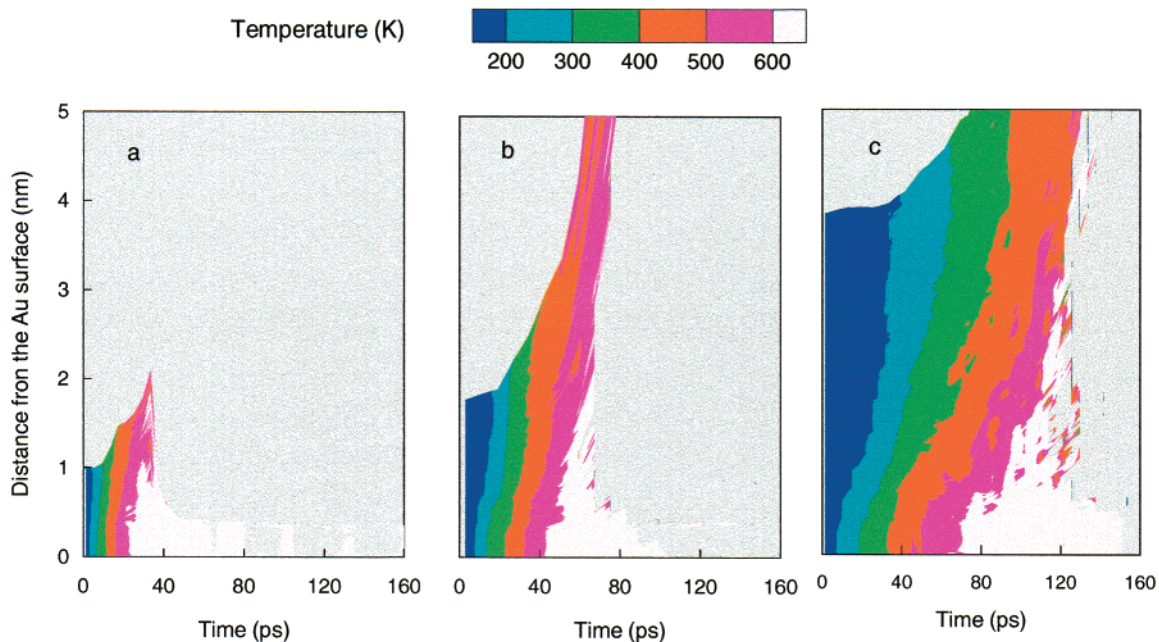 Temperature (K)
200 300 400 500 600
Distance fron the Au surface (nm)
5
4
3
2
1
0
a
b
c
0 40 80 120 160
0 40 80 120 160
0 40 80 120 160
Time (ps)
Time (ps)
Time (ps)